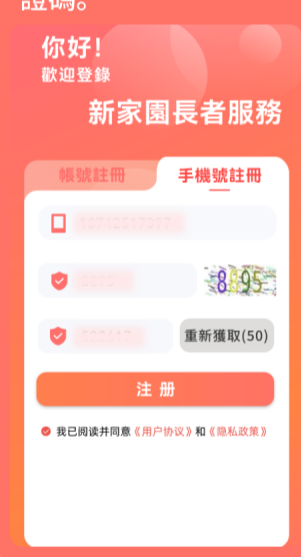 證碼。
你好!
歡迎登錄
新家園長者服務
帳號註冊
手機號註冊
8895
重新獲取(50)
注 册
我已阅读并同意《用户协议》和《隐私政策》